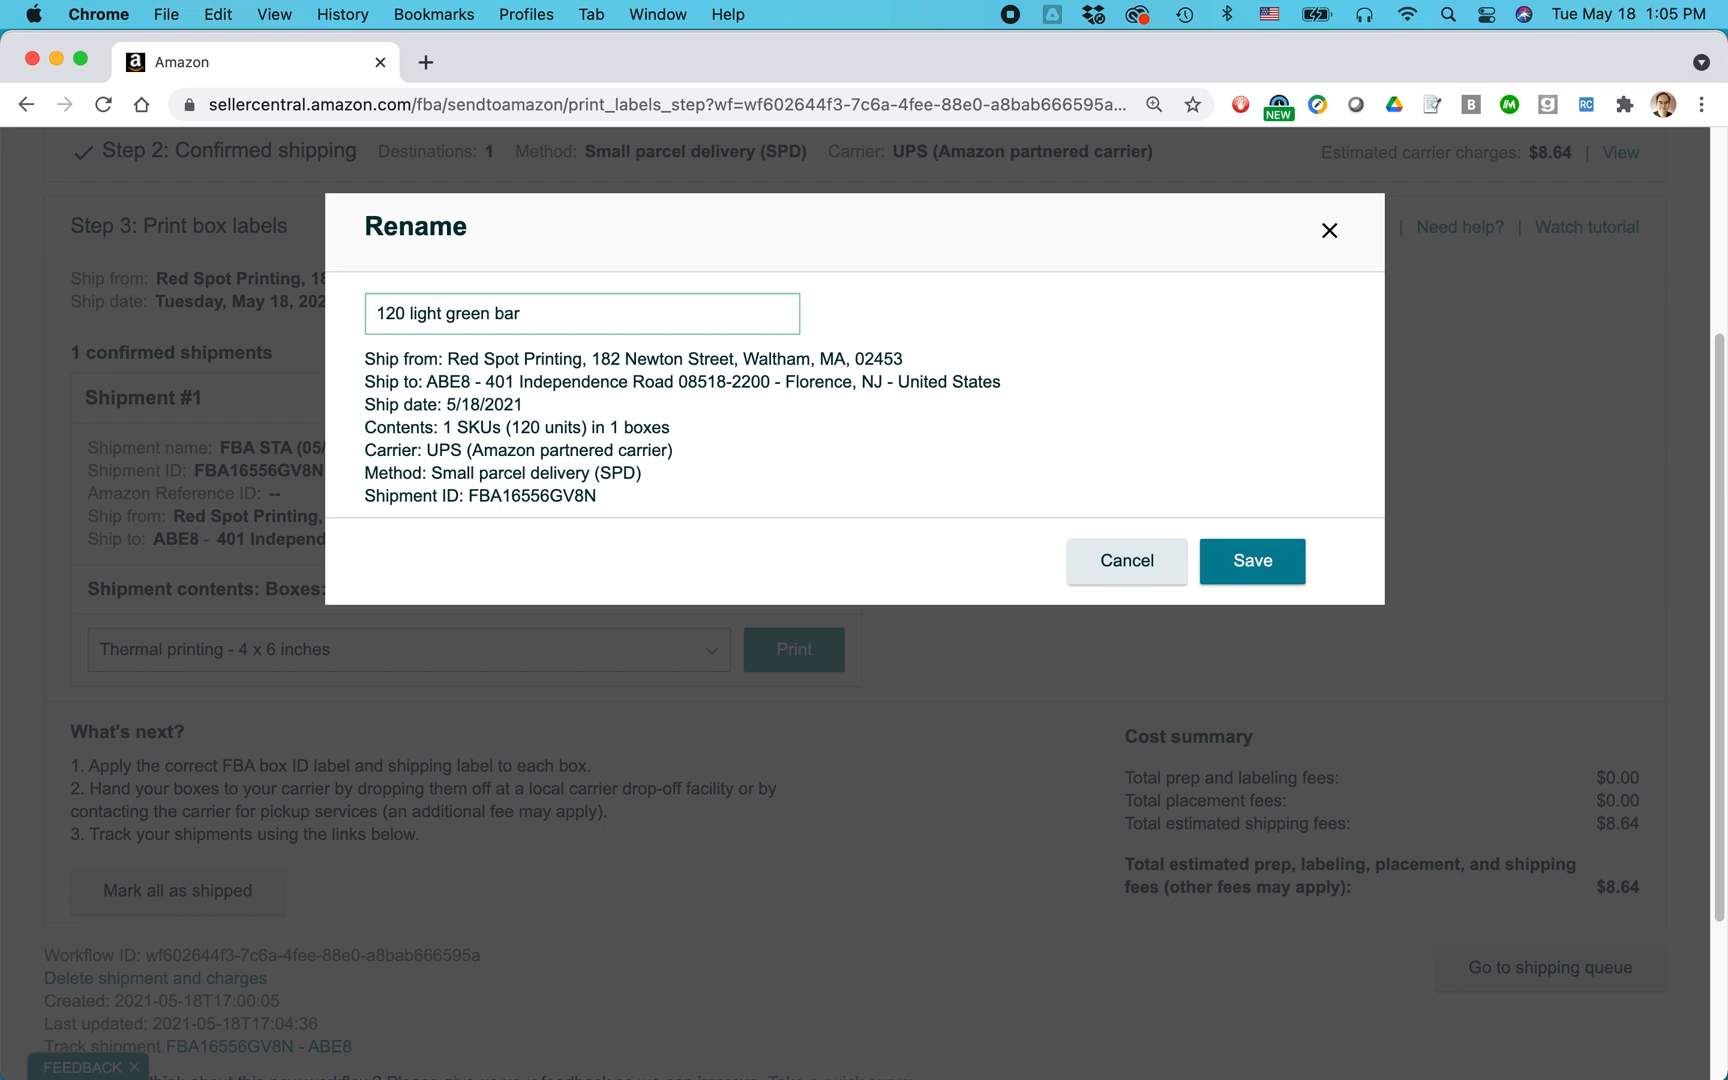 Chrome File Edit View History Bookmarks Profiles Tab Window Help Tue May 18 1:05 PM
Amazon
sellercentral.amazon.com/fba/sendtoamazon/print_labels_step?wf=wf602644f3-7c6a-4fee-88e0-a8bab666595a...
NEW
Step 2: Confirmed shipping Destinations: 1 Method: Small parcel delivery (SPD) Carrier: UPS (Amazon partnered carrier) Estimated carrier charges: $8.64 | View
Rename
Step 3: Print box labels | Need help? | Watch tutorial
Ship from: Red Spot Printing, 18
Ship date: Tuesday, May 18, 202
120 light green bar
1 confirmed shipments
Ship from: Red Spot Printing, 182 Newton Street, Waltham, MA, 02453
Ship to: ABE8 - 401 Independence Road 08518-2200 - Florence, NJ - United States
Ship date: 5/18/2021
Contents: 1 SKUs (120 units) in 1 boxes
Carrier: UPS (Amazon partnered carrier)
Method: Small parcel delivery (SPD)
Shipment ID: FBA16556GV8N
Cancel Save
Shipment #1
Shipment name: FBA STA (05/
Shipment ID: FBA16556GV8N
Amazon Reference ID: --
Ship from: Red Spot Printing,
Ship to: ABE8 - 401 Independ
Shipment contents: Boxes:
Thermal printing - 4 x 6 inches Print
What's next?
1. Apply the correct FBA box ID label and shipping label to each box.
2. Hand your boxes to your carrier by dropping them off at a local carrier drop-off facility or by
contacting the carrier for pickup services (an additional fee may apply).
3. Track your shipments using the links below.
Mark all as shipped
Cost summary
Total prep and labeling fees: $0.00
Total placement fees: $0.00
Total estimated shipping fees: $8.64
Total estimated prep, labeling, placement, and shipping
fees (other fees may apply): $8.64
Workflow ID: wf602644f3-7c6a-4fee-88e0-a8bab666595a
Delete shipment and charges
Go to shipping queue
Created: 2021-05-18T17:00:05
Last updated: 2021-05-18T17:04:36
Track shipment FBA16556GV8N - ABE8
FEEDBACK